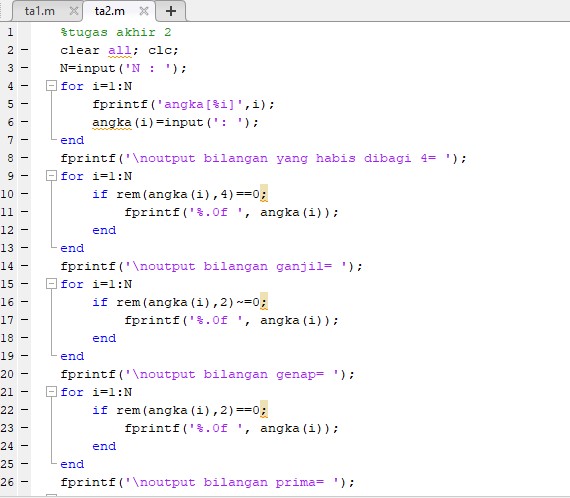 ta1.m × ta2.m × +
1 %tugas akhir 2
2 – clear all; clc;
3 – N=input('N : ');
4 – for i=1:N
5 – fprintf('angka[%i]',i);
6 – angka(i)=input(': ');
7 – end
8 – fprintf('\noutput bilangan yang habis dibagi 4= ');
9 – for i=1:N
10 – if rem(angka(i),4)==0;
11 – fprintf('%.0f ', angka(i));
12 – end
13 – end
14 – fprintf('\noutput bilangan ganjil= ');
15 – for i=1:N
16 – if rem(angka(i),2)~=0;
17 – fprintf('%.0f ', angka(i));
18 – end
19 – end
20 – fprintf('\noutput bilangan genap= ');
21 – for i=1:N
22 – if rem(angka(i),2)==0;
23 – fprintf('%.0f ', angka(i));
24 – end
25 – end
26 – fprintf('\noutput bilangan prima= ');